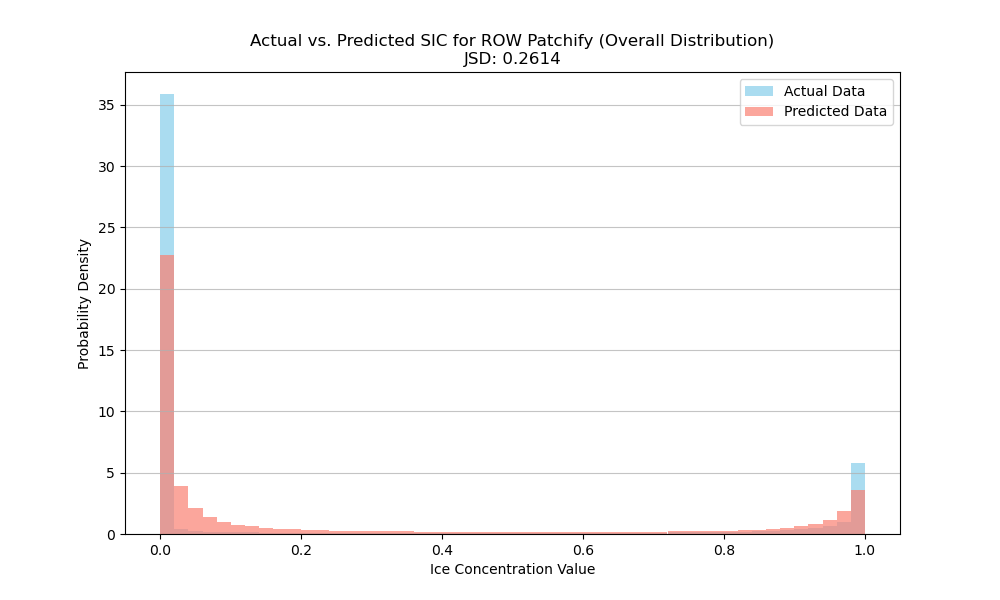 Actual vs. Predicted SIC for ROW Patchify (Overall Distribution)
JSD: 0.2614
Actual Data
Predicted Data
Probability Density
35
30
25
20
15
10
5
0
0.0 0.2 0.4 0.6 0.8 1.0
Ice Concentration Value